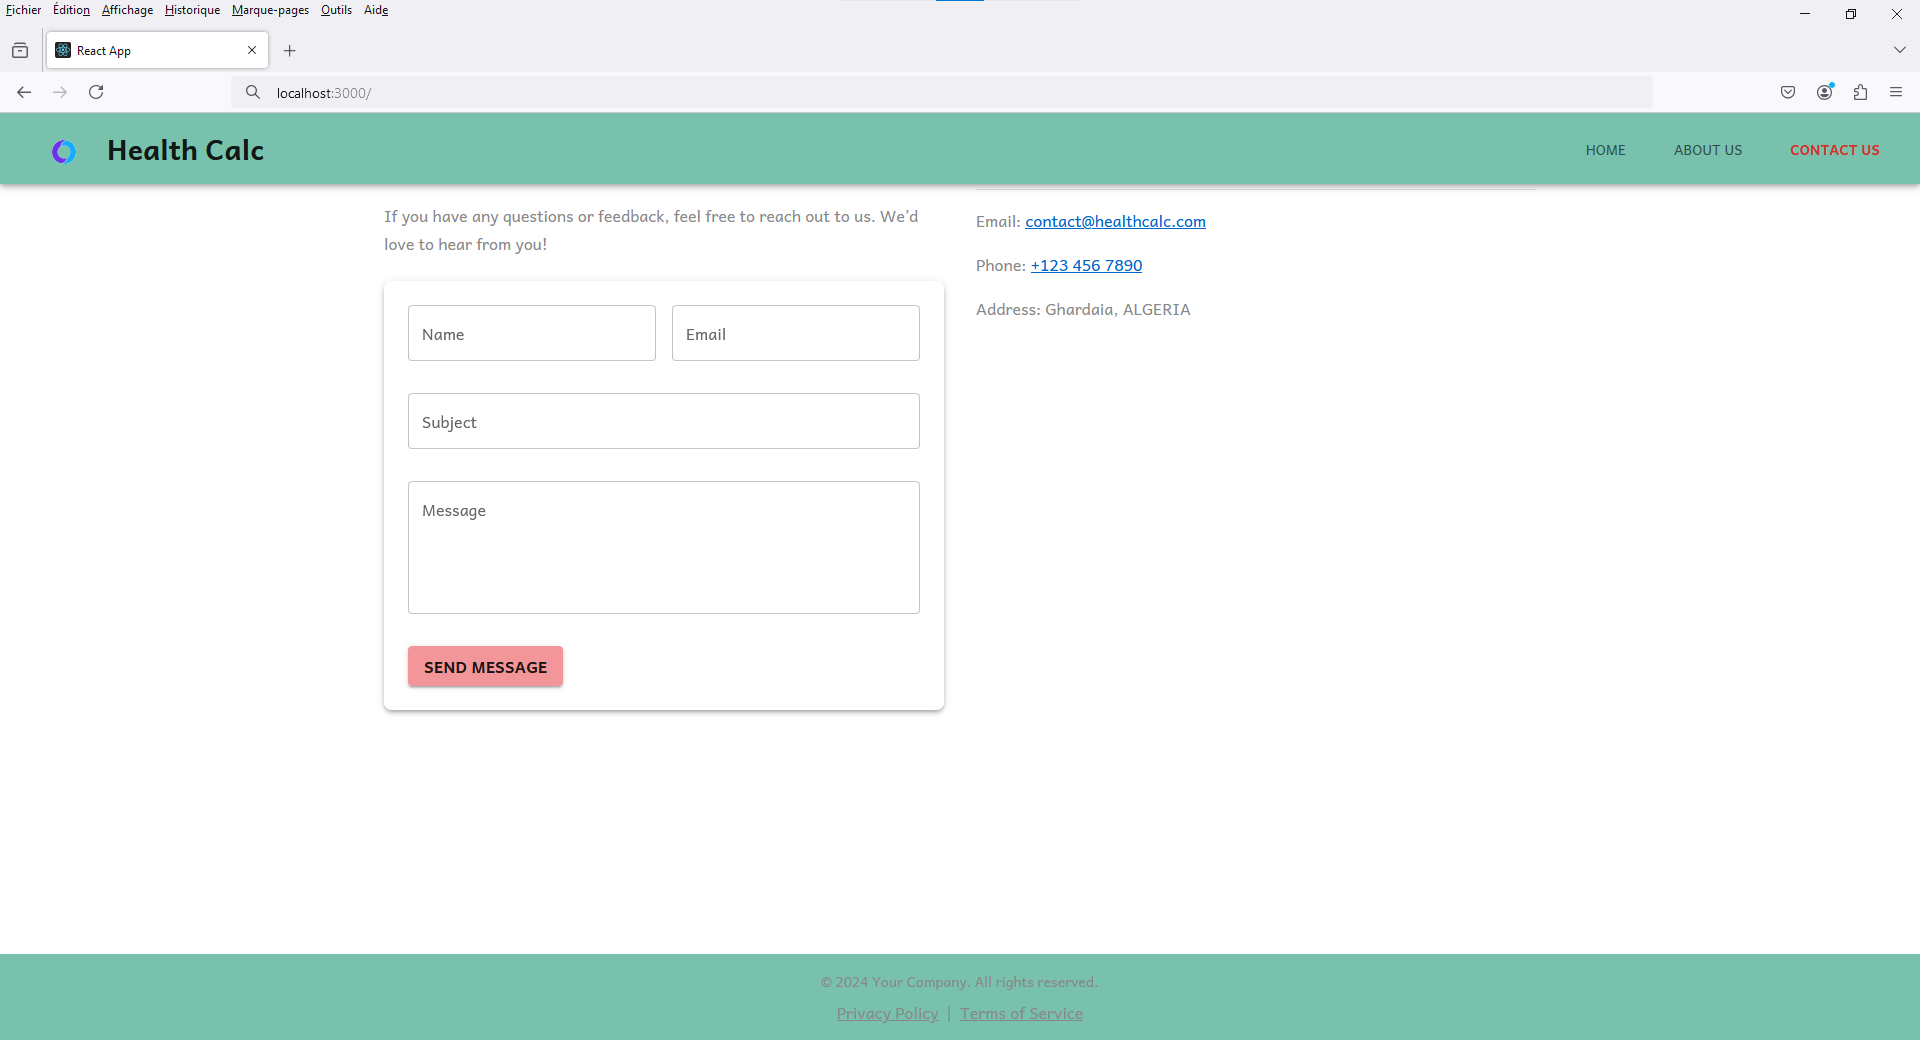 Fichier Édition Affichage Historique Marque-pages Outils Aide
React App
localhost:3000/
Health Calc
HOME ABOUT US CONTACT US
If you have any questions or feedback, feel free to reach out to us. We’d
love to hear from you!
Name Email
Subject
Message
SEND MESSAGE
Email: contact@healthcalc.com
Phone: +123 456 7890
Address: Ghardaia, ALGERIA
© 2024 Your Company. All rights reserved.
Privacy Policy | Terms of Service